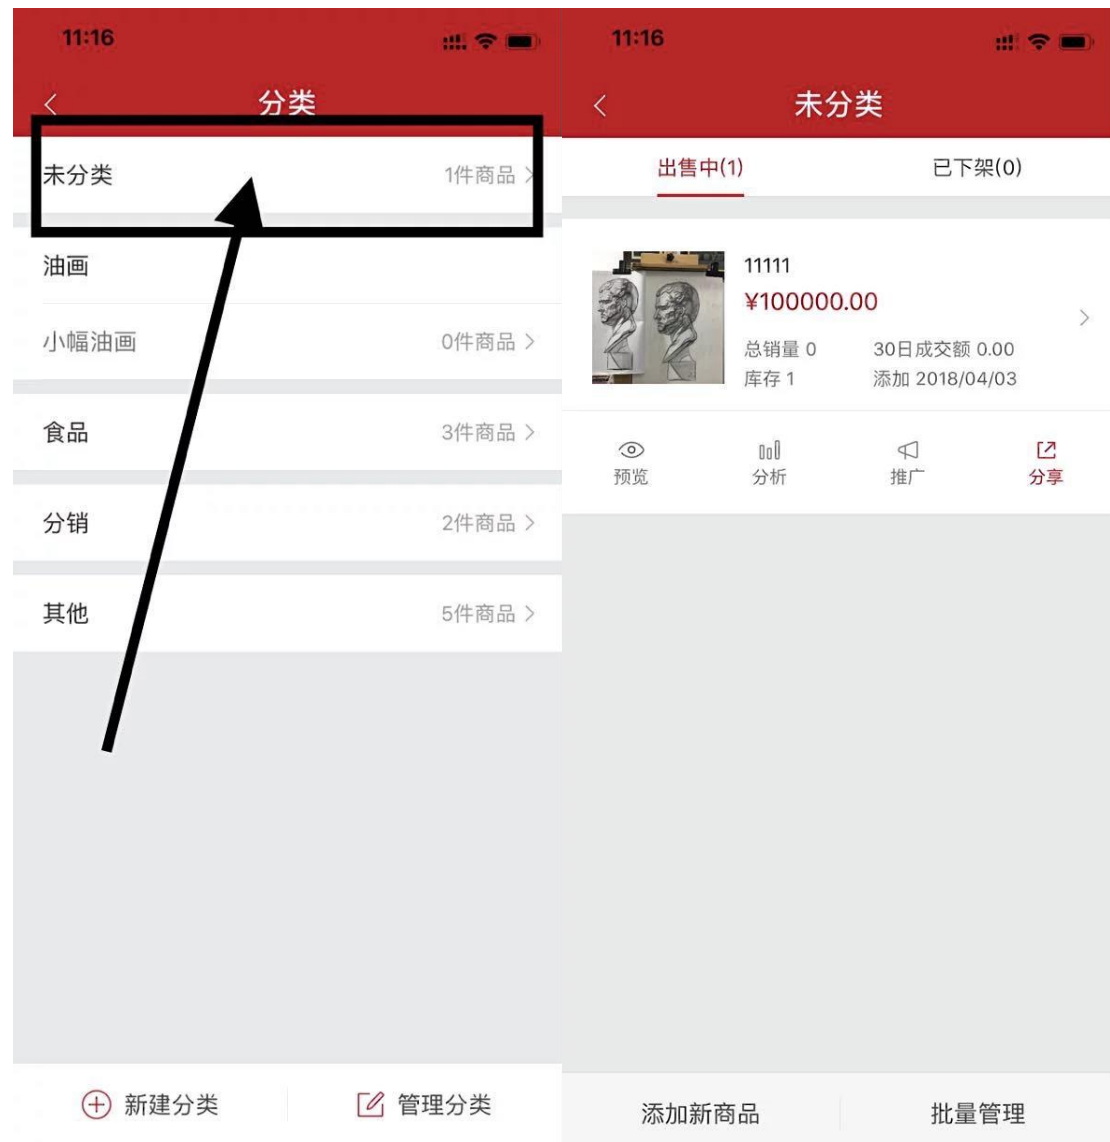 11:16
分类
未分类 1件商品
油画
小幅油画 0件商品
食品 3件商品
分销 2件商品
其他 5件商品
新建分类 管理分类
11:16
未分类
出售中(1) 已下架(0)
11111
¥100000.00
总销量 0 30日成交额 0.00
库存 1 添加 2018/04/03
预览 分析 推广 分享
添加新商品 批量管理